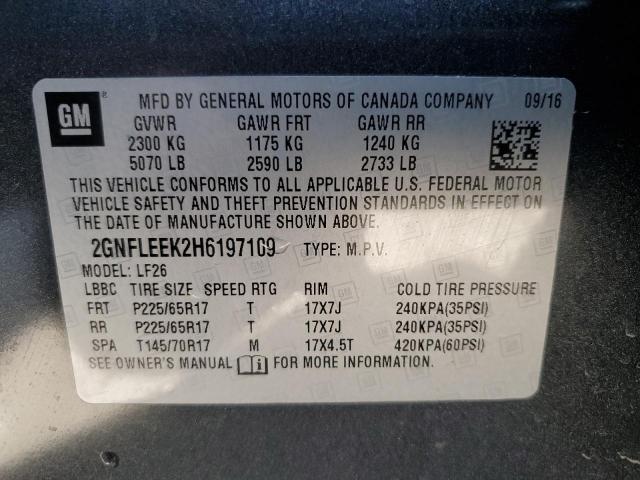 GM
MFD BY GENERAL MOTORS OF CANADA COMPANY 09/16
GVWR GAWR FRT GAWR RR
2300 KG 1175 KG 1240 KG
5070 LB 2590 LB 2733 LB
THIS VEHICLE CONFORMS TO ALL APPLICABLE U.S. FEDERAL MOTOR
VEHICLE SAFETY AND THEFT PREVENTION STANDARDS IN EFFECT ON
THE DATE OF MANUFACTURE SHOWN ABOVE.
2GNFLEEK2H6197169 TYPE: M.P.V.
MODEL: LF26
LBBC TIRE SIZE SPEED RTG RIM COLD TIRE PRESSURE
FRT P225/65R17 T 17X7J 240KPA(35PSI)
RR P225/65R17 T 17X7J 240KPA(35PSI)
SPA T145/70R17 M 17X4.5T 420KPA(60PSI)
SEE OWNER'S MANUAL FOR MORE INFORMATION.